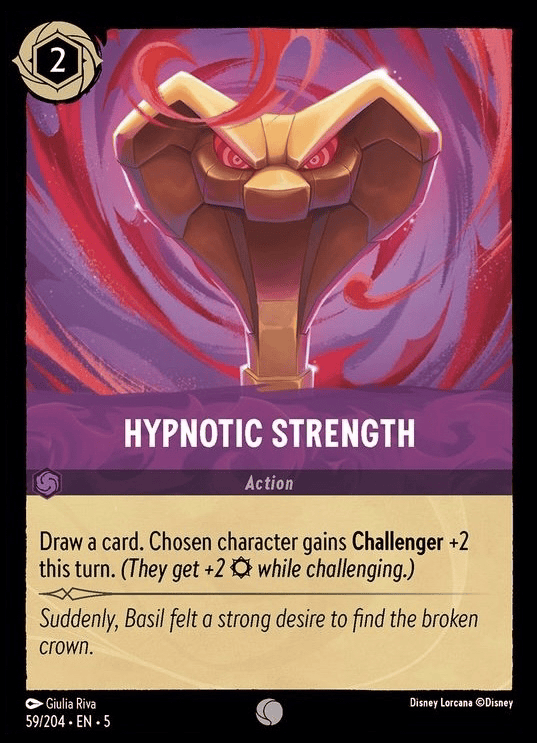 2
HYPNOTIC STRENGTH
Action
Draw a card. Chosen character gains Challenger +2
this turn. (They get +2 while challenging.)
Suddenly, Basil felt a strong desire to find the broken
crown.
Giulia Riva
Disney Lorcana ©Disney
59/204 • EN • 5